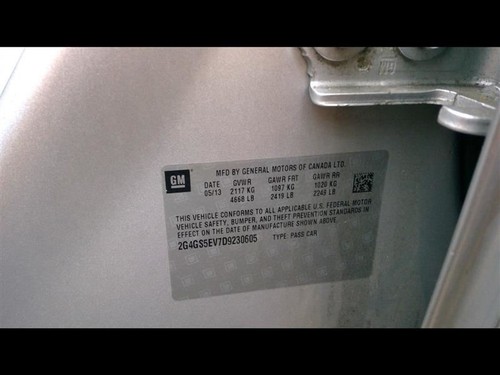 GM
MFD BY GENERAL MOTORS OF CANADA LTD.
DATE GVWR GAWR FRT GAWR RR
05/13 2117 KG 1097 KG 1020 KG
4668 LB 2419 LB 2249 LB
THIS VEHICLE CONFORMS TO ALL APPLICABLE U.S. FEDERAL MOTOR
VEHICLE SAFETY, BUMPER, AND THEFT PREVENTION STANDARDS IN
EFFECT ON THE DATE OF MANUFACTURE SHOWN ABOVE.
2G4GS5EV7D9230605 TYPE: PASS CAR